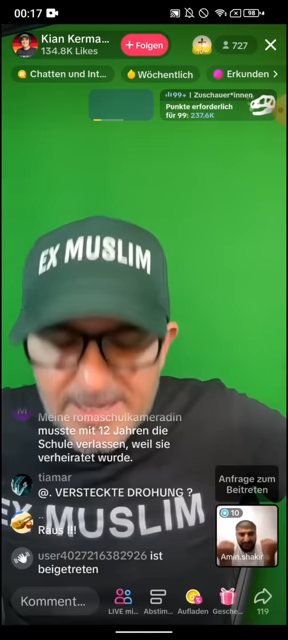 00:17
98
Kian Kerma...
134.8K Likes
+ Folgen
727
Chatten und Int...
Wöchentlich
Erkunden >
99+ | Zuschauer*innen
Punkte erforderlich
für 99: 237,6K
EX MUSLIM
Meine romaschulkameradin
musste mit 12 Jahren die
Schule verlassen, weil sie
verheiratet wurde.
tiamar
@. VERSTECKTE DROHUNG ?
Raus !!!
EX MUSLIM
user4027216382926 ist
beigetreten
Anfrage zum
Beitreten
10
Amin.shakir
Komment...
LIVE mi...
Abstim...
Aufladen
Gesche...
119